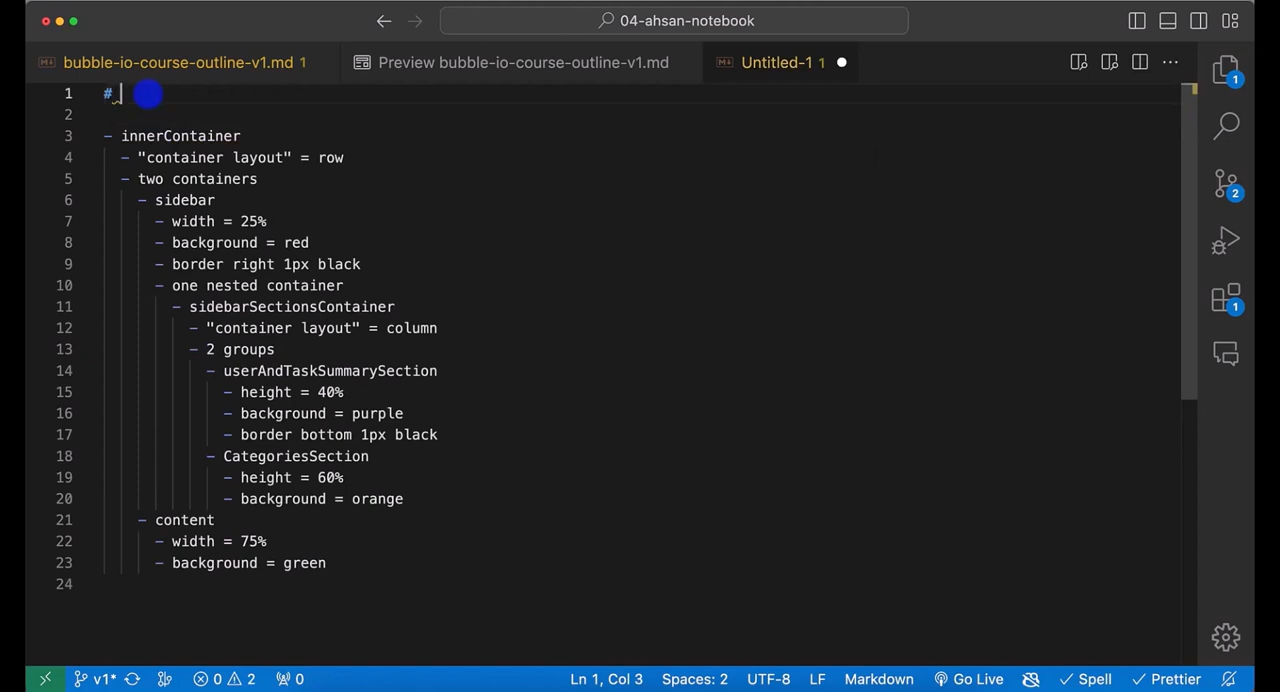 04-ahsan-notebook
bubble-io-course-outline-v1.md 1
Preview bubble-io-course-outline-v1.md
Untitled-1 1
1 #
2
3 - innerContainer
4 - "container layout" = row
5 - two containers
6 - sidebar
7 - width = 25%
8 - background = red
9 - border right 1px black
10 - one nested container
11 - sidebarSectionsContainer
12 - "container layout" = column
13 - 2 groups
14 - userAndTaskSummarySection
15 - height = 40%
16 - background = purple
17 - border bottom 1px black
18 - CategoriesSection
19 - height = 60%
20 - background = orange
21 - content
22 - width = 75%
23 - background = green
24
1
2
1
v1* 0 2 0 Ln 1, Col 3 Spaces: 2 UTF-8 LF Markdown Go Live Spell Prettier